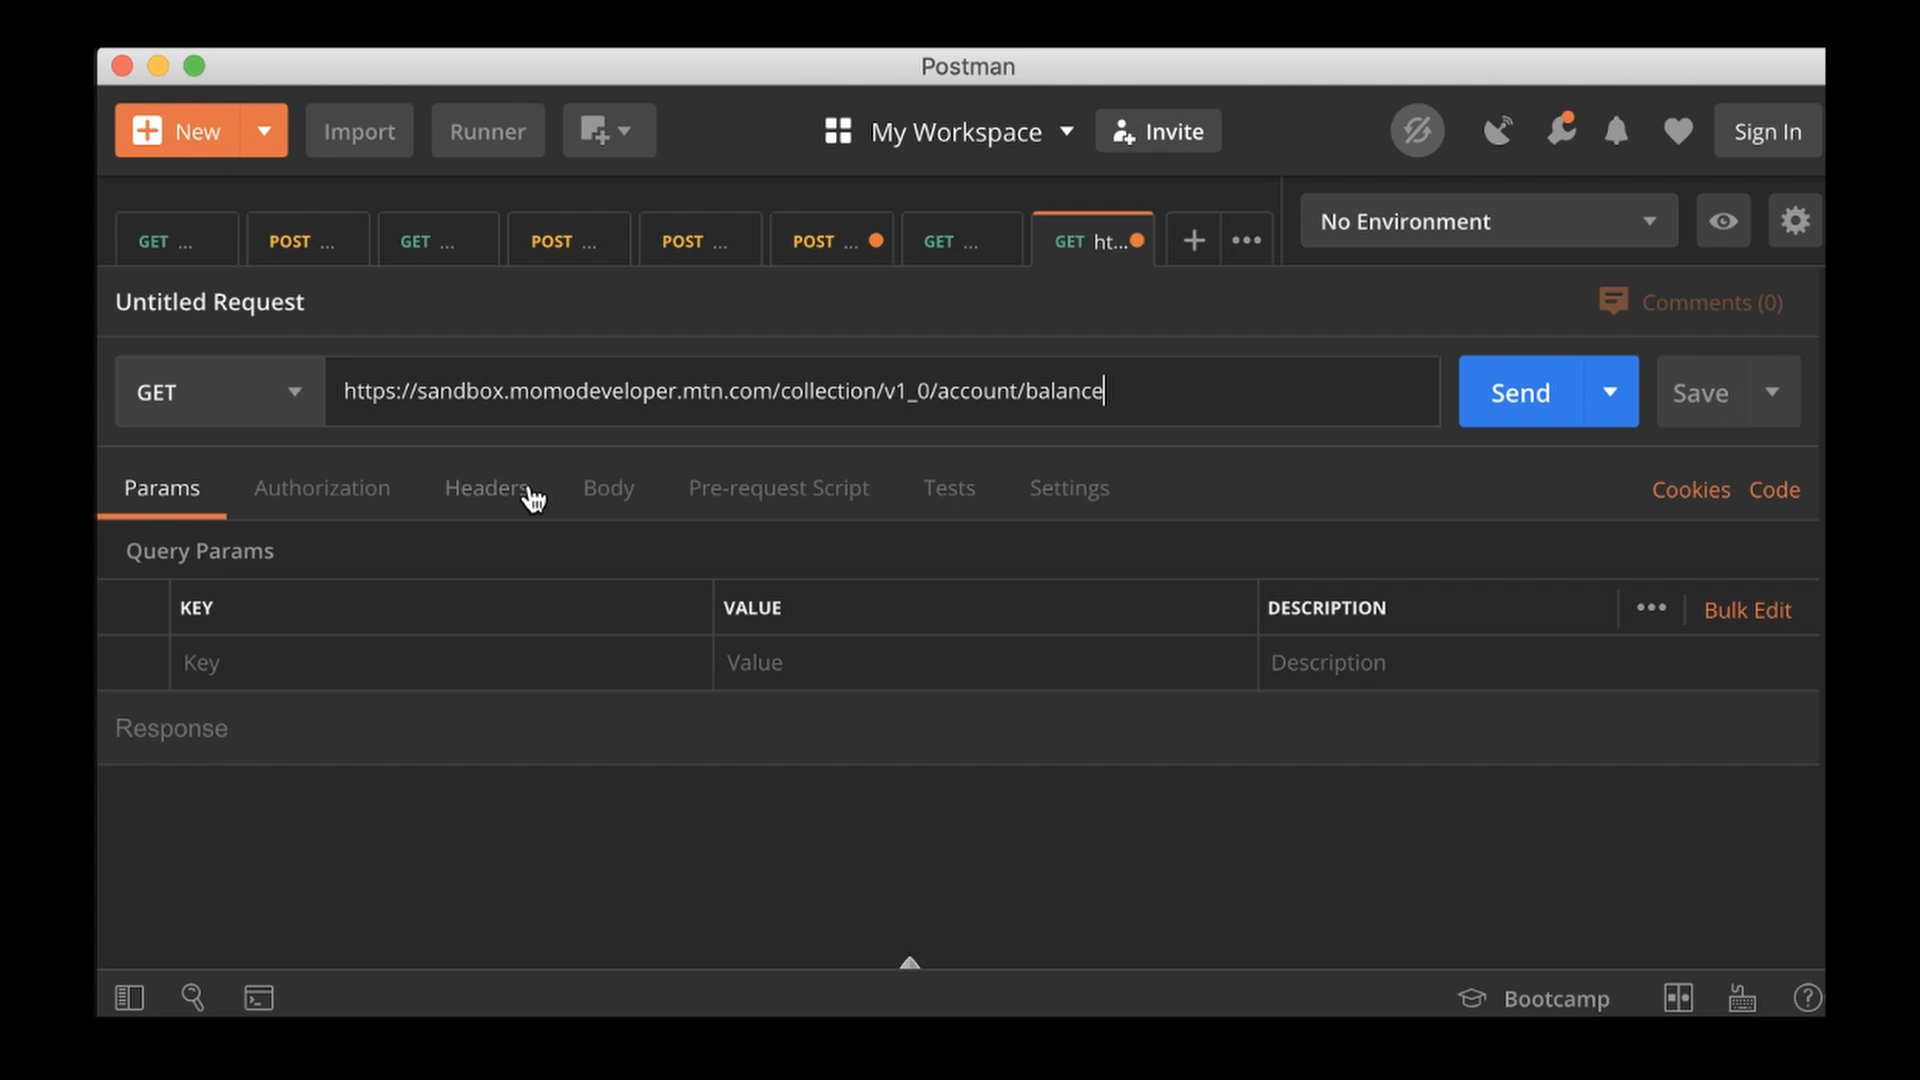 Postman
New
Import
Runner
My Workspace
Invite
Sign In
GET ...
POST ...
GET ...
POST ...
POST ...
POST ...
GET ...
GET ht...
No Environment
Untitled Request
Comments (0)
GET
https://sandbox.momodeveloper.mtn.com/collection/v1_0/account/balance
Send
Save
Params
Authorization
Headers
Body
Pre-request Script
Tests
Settings
Cookies
Code
Query Params
KEY
VALUE
DESCRIPTION
Bulk Edit
Key
Value
Description
Response
Bootcamp